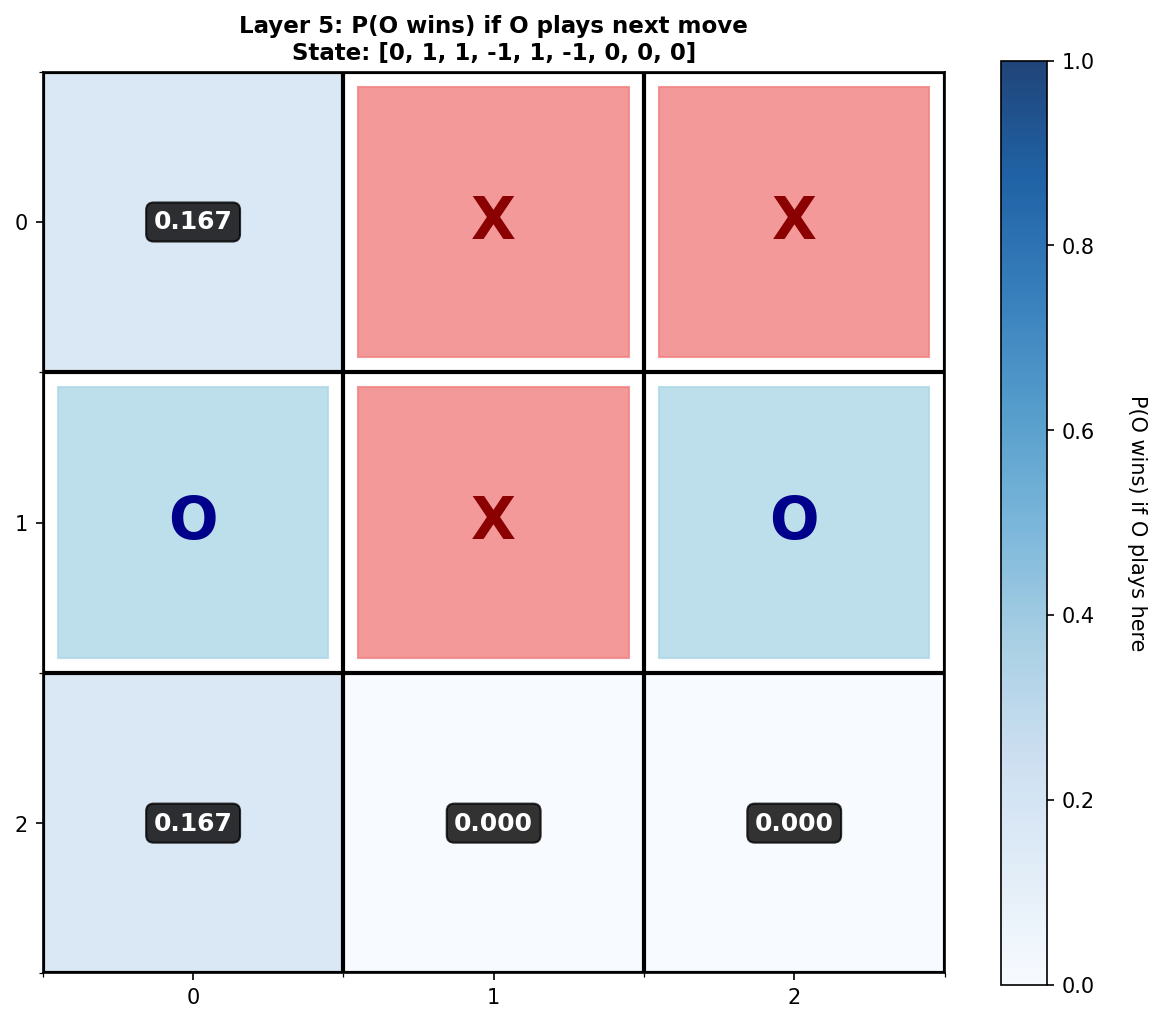 Layer 5: P(O wins) if O plays next move
State: [0, 1, 1, -1, 1, -1, 0, 0, 0]
0
0.167
X
X
1
O
X
O
2
0.167
0.000
0.000
0
1
2
1.0
0.8
0.6
0.4
0.2
0.0
P(O wins) if O plays here